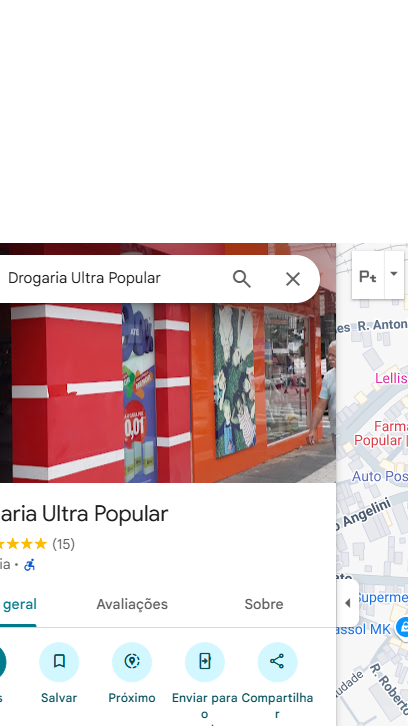 Drogaria Ultra Popular
Pt
es R. Anton
Lellis
Farma
Popular
Auto Pos
o Angelini
ATÉ
0,01
aria Ultra Popular
(15)
ia ·
geral
Avaliações
Sobre
Superme
assol MK
R. Roberto
udade
s
Salvar
Próximo
Enviar para o
Compartilhar